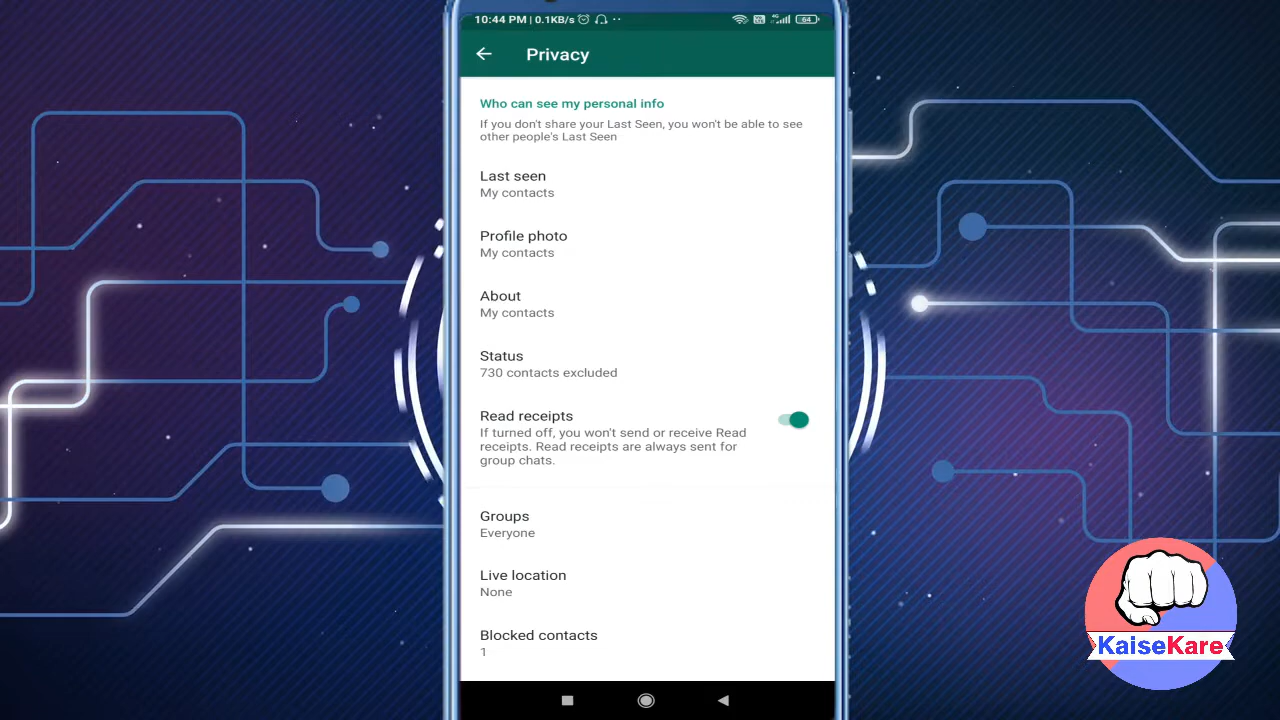 10:44 PM | 0.1KB/s
4G 64
Privacy
Who can see my personal info
If you don't share your Last Seen, you won't be able to see
other people's Last Seen
Last seen
My contacts
Profile photo
My contacts
About
My contacts
Status
730 contacts excluded
Read receipts
If turned off, you won't send or receive Read
receipts. Read receipts are always sent for
group chats.
Groups
Everyone
Live location
None
Blocked contacts
1
KaiseKare